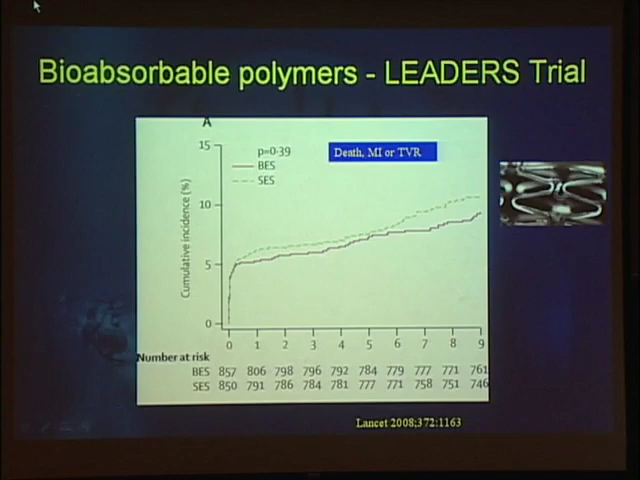 Bioabsorbable polymers - LEADERS Trial
A
15
p=0·39
Death, MI or TVR
BES
SES
10
Cumulative incidence (%)
5
0
0 1 2 3 4 5 6 7 8 9
Number at risk
BES 857 806 798 796 792 784 779 777 771 761
SES 850 791 786 784 781 777 771 758 751 746
Lancet 2008;372:1163